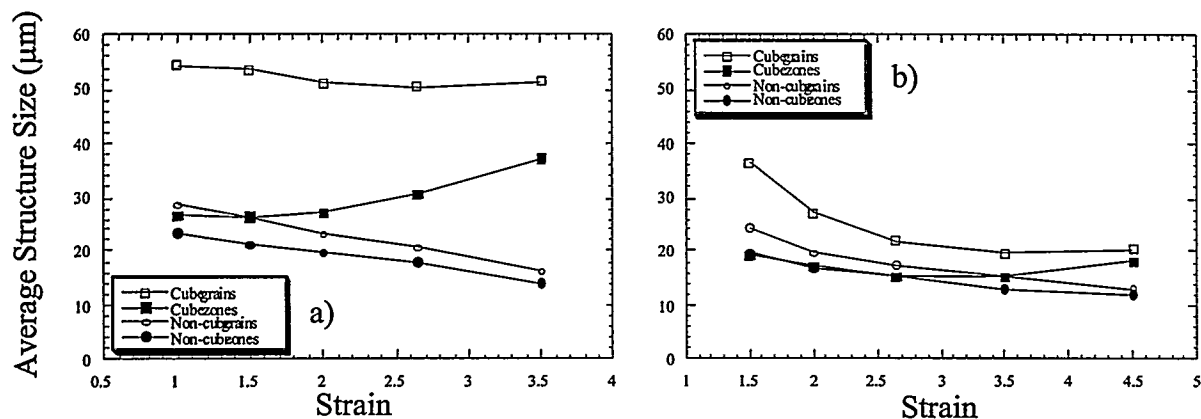 Average Structure Size (µm)
60
50
40
30
20
10
0
Cubegrains
Cubezones
Non-cubgrains
Non-cubezones
a)
0.5 1 1.5 2 2.5 3 3.5 4
Strain
60
50
40
30
20
10
0
Cubegrains
Cubezones
Non-cubgrains
Non-cubezones
b)
1 1.5 2 2.5 3 3.5 4 4.5 5
Strain